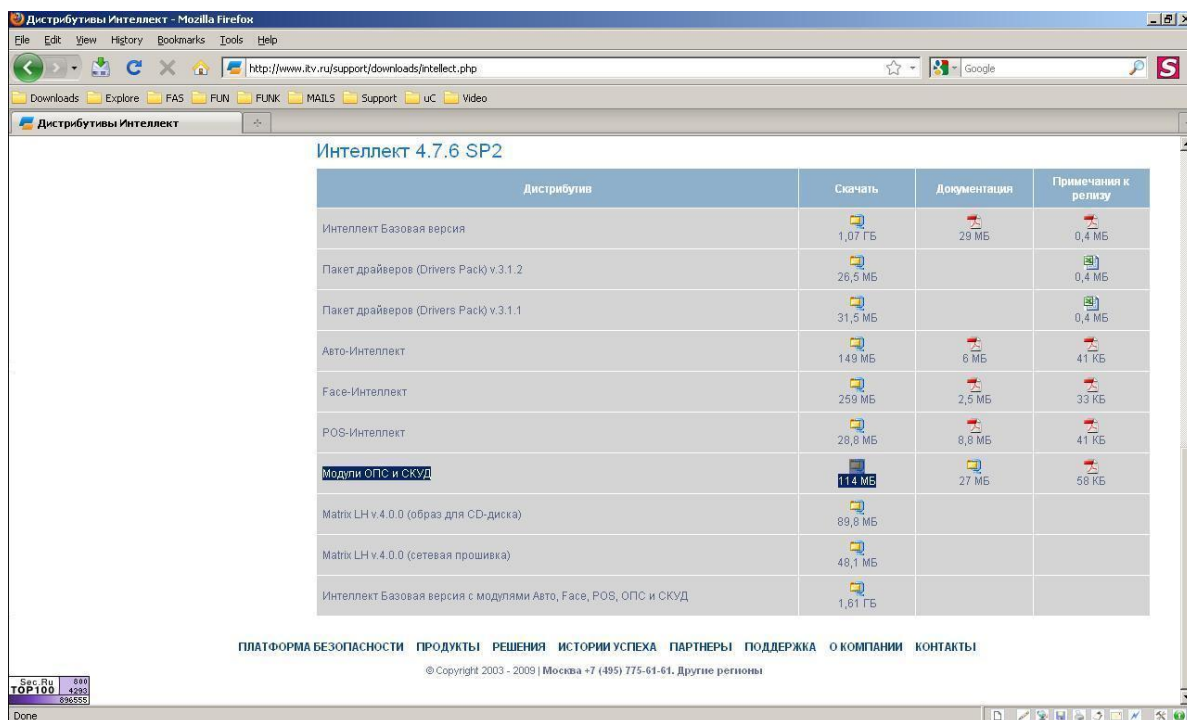 Дистрибутивы Интеллект - Mozilla Firefox
File Edit View History Bookmarks Tools Help
http://www.itv.ru/support/downloads/intellect.php Google
Downloads Explore FAS FUN FUNK MAILS Support uC Video
Дистрибутивы Интеллект
Интеллект 4.7.6 SP2
Дистрибутив Скачать Документация Примечания к релизу
Интеллект Базовая версия 1,07 ГБ 29 МБ 0,4 МБ
Пакет драйверов (Drivers Pack) v.3.1.2 26,5 МБ 0,4 МБ
Пакет драйверов (Drivers Pack) v.3.1.1 31,5 МБ 0,4 МБ
Авто-Интеллект 149 МБ 6 МБ 41 КБ
Face-Интеллект 259 МБ 2,5 МБ 33 КБ
POS-Интеллект 28,8 МБ 8,8 МБ 41 КБ
Модули ОПС и СКУД 114 МБ 27 МБ 58 КБ
Matrix LH v.4.0.0 (образ для CD-диска) 89,8 МБ
Matrix LH v.4.0.0 (сетевая прошивка) 48,1 МБ
Интеллект Базовая версия с модулями Авто, Face, POS, ОПС и СКУД 1,61 ГБ
ПЛАТФОРМА БЕЗОПАСНОСТИ ПРОДУКТЫ РЕШЕНИЯ ИСТОРИИ УСПЕХА ПАРТНЕРЫ ПОДДЕРЖКА О КОМПАНИИ КОНТАКТЫ
© Copyright 2003 - 2009 | Москва +7 (495) 775-61-61. Другие регионы
Sec.Ru 800
TOP100 4293
896555
Done